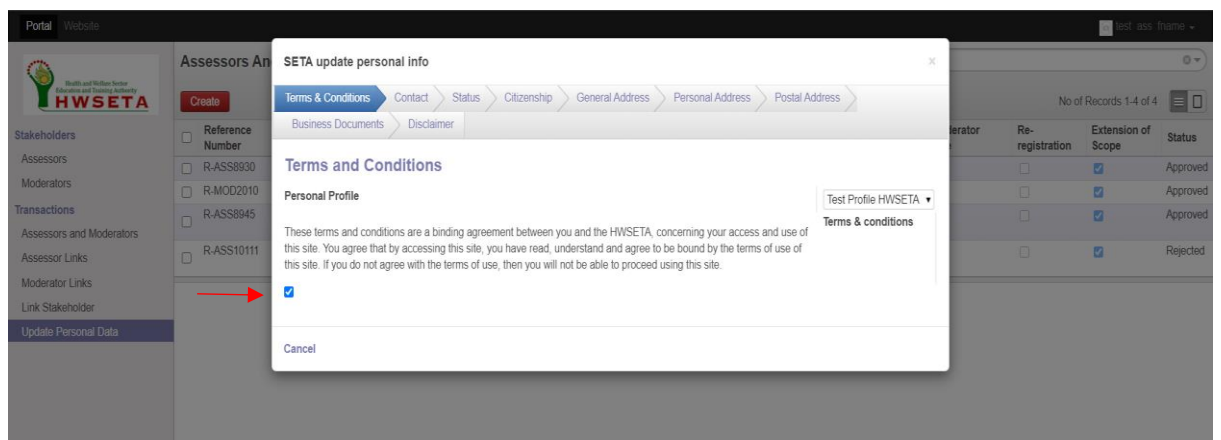 Portal Website
test ass fname
Health and Welfare Sector
Education and Training Authority
HWSETA
Stakeholders
Assessors
Moderators
Transactions
Assessors and Moderators
Assessor Links
Moderator Links
Link Stakeholder
Update Personal Data
Assessors An
Create
No of Records 1-4 of 4
Reference Number
Re-registration
Extension of Scope
Status
R-ASS8930
Approved
R-MOD2010
Approved
R-ASS8945
Approved
R-ASS10111
Rejected
SETA update personal info
x
Terms & Conditions Contact Status Citizenship General Address Personal Address Postal Address
Business Documents Disclaimer
Terms and Conditions
Personal Profile
Test Profile HWSETA
Terms & conditions
These terms and conditions are a binding agreement between you and the HWSETA, concerning your access and use of
this site. You agree that by accessing this site, you have read, understand and agree to be bound by the terms of use of
this site. If you do not agree with the terms of use, then you will not be able to proceed using this site.
Cancel